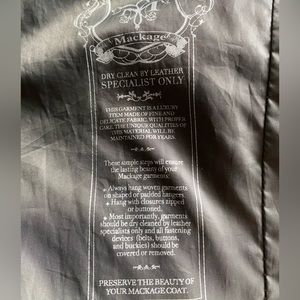 Mackage
DRY CLEAN BY LEATHER
SPECIALIST ONLY
THIS GARMENT IS A LUXURY
ITEM MADE OF FINE AND
DELICATE FABRIC. WITH PROPER
CARE, THE UNIQUE QUALITIES OF
THIS MATERIAL WILL BE
MAINTAINED FOR YEARS.
These simple steps will ensure
the lasting beauty of your
Mackage garments:
• Always hang woven garments
on shaped or padded hangers.
• Hang with closures zipped
or buttoned.
• Most importantly, garments
should be dry cleaned by leather
specialists only and all fastening
devices (belts, buttons,
and buckles) should be
covered or removed.
PRESERVE THE BEAUTY OF
YOUR MACKAGE COAT.